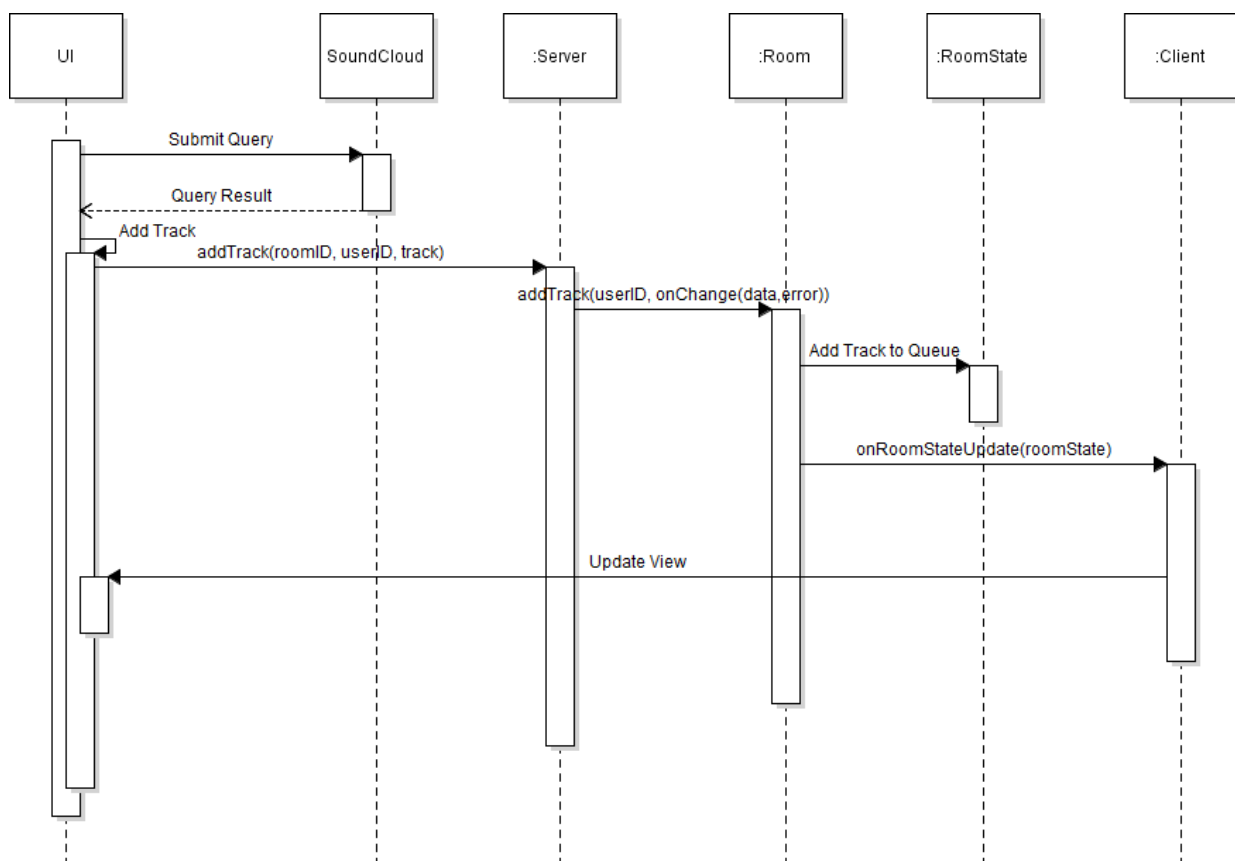 UI
SoundCloud
:Server
:Room
:RoomState
:Client
Submit Query
Query Result
Add Track
addTrack(roomID, userID, track)
addTrack(userID, onChange(data,error))
Add Track to Queue
onRoomStateUpdate(roomState)
Update View